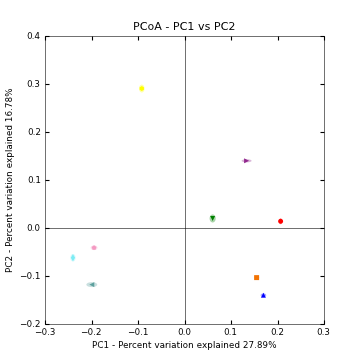 PCoA - PC1 vs PC2
0.4
0.3
0.2
0.1
0.0
−0.1
−0.2
−0.3 −0.2 −0.1 0.0 0.1 0.2 0.3
PC2 - Percent variation explained 16.78%
PC1 - Percent variation explained 27.89%